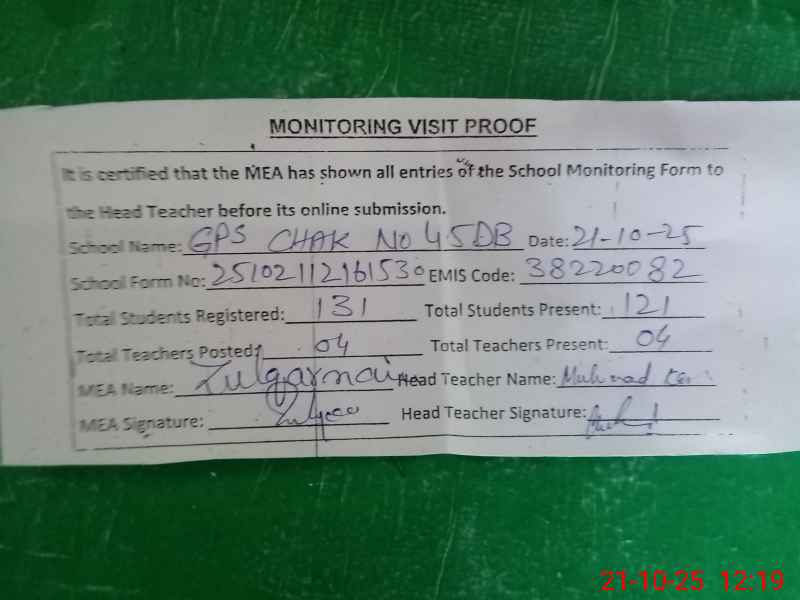 MONITORING VISIT PROOF
It is certified that the MEA has shown all entries of the School Monitoring Form to
the Head Teacher before its online submission.
School Name: GPS CHAK NO 45DB Date: 21-10-25
School Form No: 25102112161530 EMIS Code: 38220082
Total Students Registered: 131 Total Students Present: 121
Total Teachers Posted: 04 Total Teachers Present: 04
MEA Name: Zulqarnain Head Teacher Name:
MEA Signature: Head Teacher Signature:
21-10-25 12:19